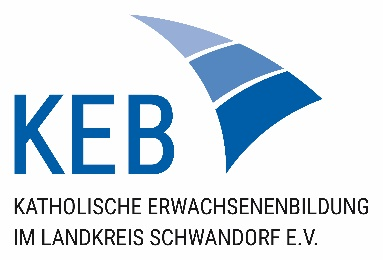 KEB
KATHOLISCHE ERWACHSENENBILDUNG
IM LANDKREIS SCHWANDORF E.V.